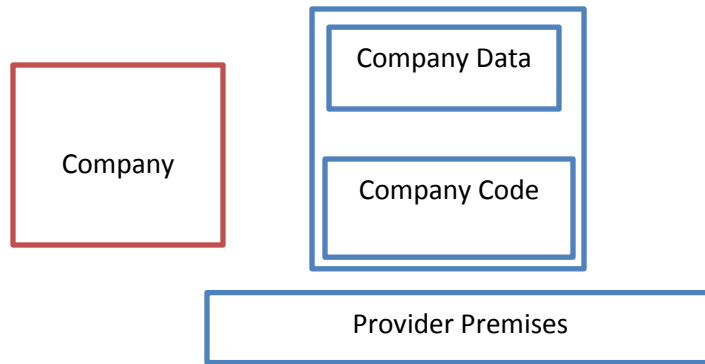 Company Data
Company
Company Code
Provider Premises